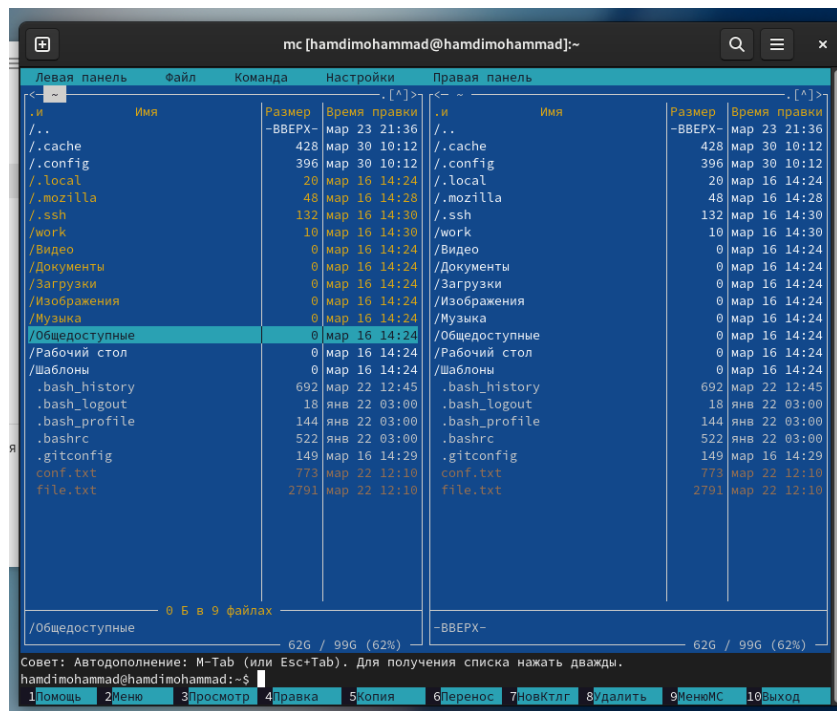 mc [hamdimohammad@hamdimohammad]:~
Левая панель Файл Команда Настройки Правая панель
<— ~ —.[^]> <— ~ —.[^]>
.и Имя Размер Время правки .и Имя Размер Время правки
/.. -ВВЕРХ- мар 23 21:36 /.. -ВВЕРХ- мар 23 21:36
/.cache 428 мар 30 10:12 /.cache 428 мар 30 10:12
/.config 396 мар 30 10:12 /.config 396 мар 30 10:12
/.local 20 мар 16 14:24 /.local 20 мар 16 14:24
/.mozilla 48 мар 16 14:28 /.mozilla 48 мар 16 14:28
/.ssh 132 мар 16 14:30 /.ssh 132 мар 16 14:30
/work 10 мар 16 14:30 /work 10 мар 16 14:30
/Видео 0 мар 16 14:24 /Видео 0 мар 16 14:24
/Документы 0 мар 16 14:24 /Документы 0 мар 16 14:24
/Загрузки 0 мар 16 14:24 /Загрузки 0 мар 16 14:24
/Изображения 0 мар 16 14:24 /Изображения 0 мар 16 14:24
/Музыка 0 мар 16 14:24 /Музыка 0 мар 16 14:24
/Общедоступные 0 мар 16 14:24 /Общедоступные 0 мар 16 14:24
/Рабочий стол 0 мар 16 14:24 /Рабочий стол 0 мар 16 14:24
/Шаблоны 0 мар 16 14:24 /Шаблоны 0 мар 16 14:24
.bash_history 692 мар 22 12:45 .bash_history 692 мар 22 12:45
.bash_logout 18 янв 22 03:00 .bash_logout 18 янв 22 03:00
.bash_profile 144 янв 22 03:00 .bash_profile 144 янв 22 03:00
.bashrc 522 янв 22 03:00 .bashrc 522 янв 22 03:00
я
.gitconfig 149 мар 16 14:29 .gitconfig 149 мар 16 14:29
conf.txt 773 мар 22 12:10 conf.txt 773 мар 22 12:10
file.txt 2791 мар 22 12:10 file.txt 2791 мар 22 12:10
0 Б в 9 файлах
/Общедоступные -ВВЕРХ-
62G / 99G (62%) 62G / 99G (62%)
Совет: Автодополнение: M-Tab (или Esc+Tab). Для получения списка нажать дважды.
hamdimohammad@hamdimohammad:~$
1Помощь 2Меню 3Просмотр 4Правка 5Копия 6Перенос 7НовКтлг 8Удалить 9МенюMC 10Выход